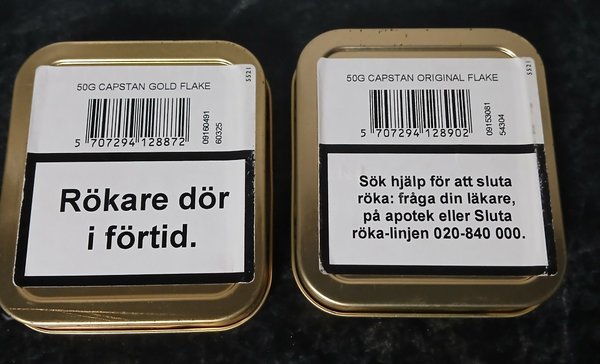 50G CAPSTAN GOLD FLAKE
5521
5 707294 128872
09160491
60325
Rökare dör
i förtid.
50G CAPSTAN ORIGINAL FLAKE
5521
5 707294 128902
09153081
54304
Sök hjälp för att sluta
röka: fråga din läkare,
på apotek eller Sluta
röka-linjen 020-840 000.